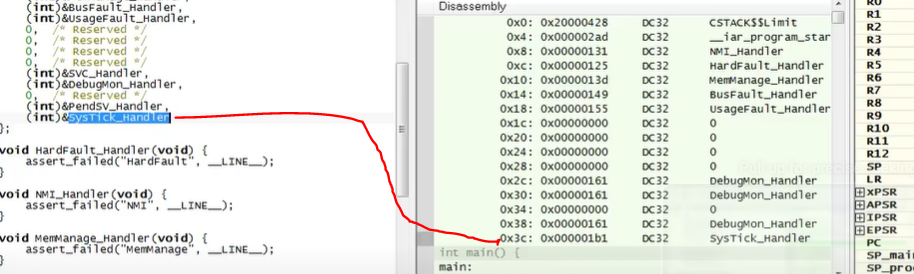 (int)&BusFault_Handler,
(int)&UsageFault_Handler,
0, /* Reserved */
0, /* Reserved */
0, /* Reserved */
0, /* Reserved */
(int)&SVC_Handler,
(int)&DebugMon_Handler,
0, /* Reserved */
(int)&PendSV_Handler,
(int)&SysTick_Handler
};
void HardFault_Handler(void) {
assert_failed("HardFault", __LINE__);
}
void NMI_Handler(void) {
assert_failed("NMI", __LINE__);
}
void MemManage_Handler(void) {
assert_failed("MemManage", __LINE__);
}
Disassembly
0x0: 0x20000428 DC32 CSTACK$$Limit
0x4: 0x000002ad DC32 __iar_program_star
0x8: 0x00000131 DC32 NMI_Handler
0xc: 0x00000125 DC32 HardFault_Handler
0x10: 0x0000013d DC32 MemManage_Handler
0x14: 0x00000149 DC32 BusFault_Handler
0x18: 0x00000155 DC32 UsageFault_Handler
0x1c: 0x00000000 DC32 0
0x20: 0x00000000 DC32 0
0x24: 0x00000000 DC32 0
0x28: 0x00000000 DC32 0
0x2c: 0x00000161 DC32 DebugMon_Handler
0x30: 0x00000161 DC32 DebugMon_Handler
0x34: 0x00000000 DC32 0
0x38: 0x00000161 DC32 DebugMon_Handler
0x3c: 0x000001b1 DC32 SysTick_Handler
int main() {
main:
R0
R1
R2
R3
R4
R5
R6
R7
R8
R9
R10
R11
R12
SP
LR
xPSR
APSR
IPSR
EPSR
PC
SP_mai
SP_pro